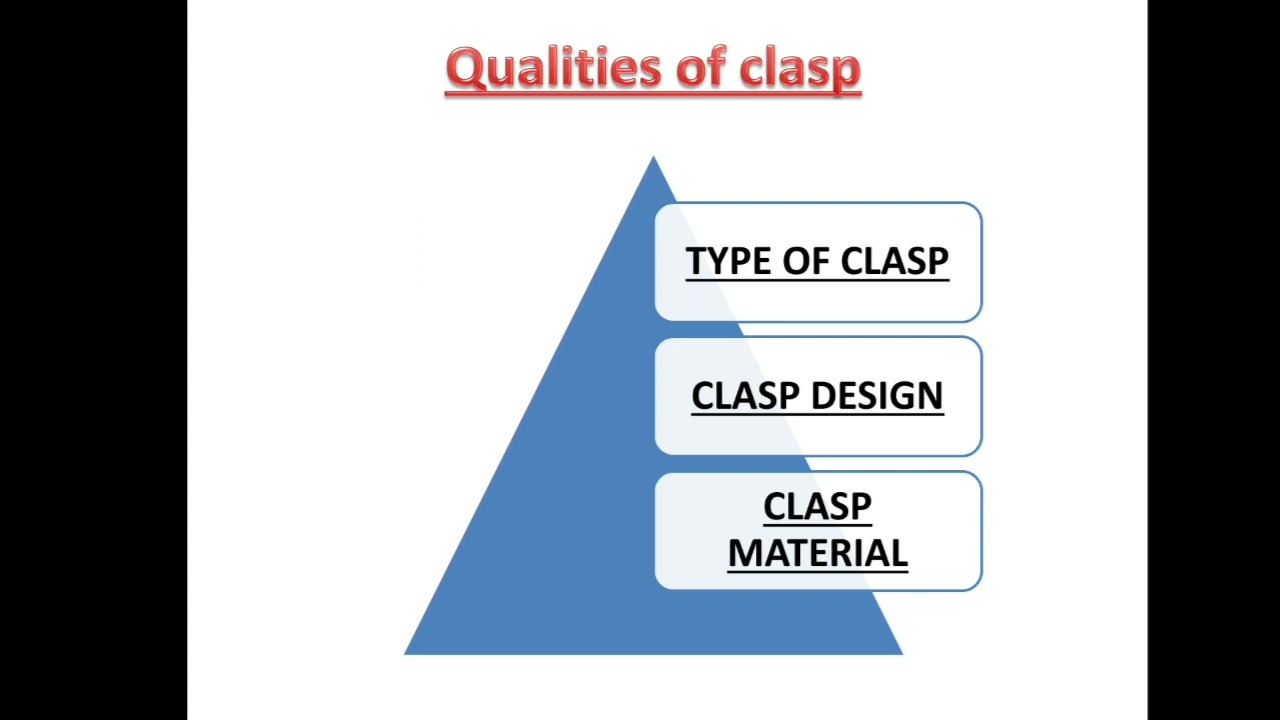 Qualities of clasp
TYPE OF CLASP
CLASP DESIGN
CLASP
MATERIAL